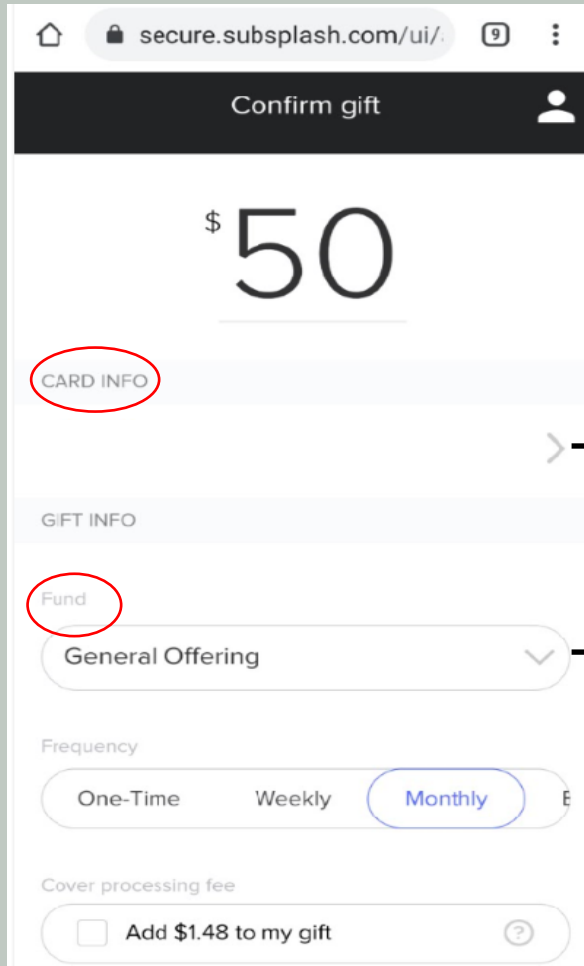 secure.subsplash.com/ui/
9
Confirm gift
$50
CARD INFO
GIFT INFO
Fund
General Offering
Frequency
One-Time Weekly Monthly
Cover processing fee
Add $1.48 to my gift
?